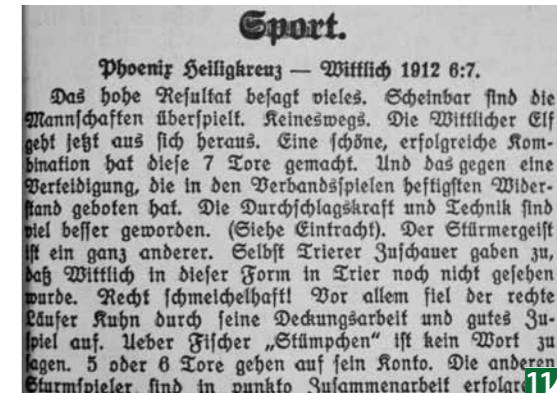 Sport.
Phoenix Heiligkreuz — Wittlich 1912 6:7.
Das hohe Resultat besagt vieles. Scheinbar sind die
Mannschaften überspielt. Keineswegs. Die Wittlicher Elf
geht jetzt aus sich heraus. Eine schöne, erfolgreiche Kom-
bination hat diese 7 Tore gemacht. Und das gegen eine
Verteidigung, die in den Verbandsspielen heftigsten Wider-
stand geboten hat. Die Durchschlagskraft und Technik sind
viel besser geworden. (Siehe Eintracht). Der Stürmergeist
ist ein ganz anderer. Selbst Trierer Zuschauer gaben zu,
daß Wittlich in dieser Form in Trier noch nicht gesehen
wurde. Recht schmeichelhaft! Vor allem fiel der rechte
Läufer Kuhn durch seine Deckungsarbeit und gutes Zu-
spiel auf. Ueber Fischer „Stümpchen" ist kein Wort zu
sagen. 5 oder 6 Tore gehen auf sein Konto. Die anderen
Sturmspieler sind in punkto Zusammenarbeit
11